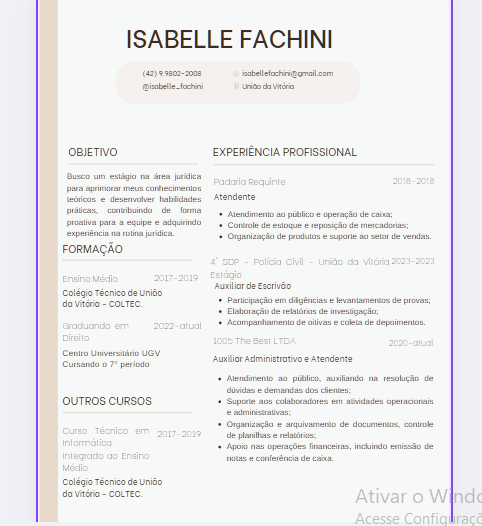 ISABELLE FACHINI
(42) 9.9802-2008
isabellefachini@gmail.com
@isabelle_fachini
União da Vitória
OBJETIVO
Busco um estágio na área jurídica
para aprimorar meus conhecimentos
teóricos e desenvolver habilidades
práticas, contribuindo de forma
proativa para a equipe e adquirindo
experiência na rotina jurídica.
FORMAÇÃO
Ensino Médio 2017-2019
Colégio Técnico de União
da Vitória - COLTEC.
Graduando em 2022-atual
Direito
Centro Universitário UGV
Cursando o 7° período
OUTROS CURSOS
Curso Técnico em 2017-2019
Informática
Integrado ao Ensino
Médio
Colégio Técnico de União
da Vitória - COLTEC.
EXPERIÊNCIA PROFISSIONAL
Padaria Requinte 2018-2018
Atendente
• Atendimento ao público e operação de caixa;
• Controle de estoque e reposição de mercadorias;
• Organização de produtos e suporte ao setor de vendas.
4° SDP - Polícia Civil - União da Vitória 2023-2023
Estágio
Auxiliar de Escrivão
• Participação em diligências e levantamentos de provas;
• Elaboração de relatórios de investigação;
• Acompanhamento de oitivas e coleta de depoimentos.
1005 The Best LTDA 2020-atual
Auxiliar Administrativo e Atendente
• Atendimento ao público, auxiliando na resolução de
dúvidas e demandas dos clientes;
• Suporte aos colaboradores em atividades operacionais
e administrativas;
• Organização e arquivamento de documentos, controle
de planilhas e relatórios;
• Apoio nas operações financeiras, incluindo emissão de
notas e conferência de caixa.
Ativar o Windo
Acesse Configuraçõ